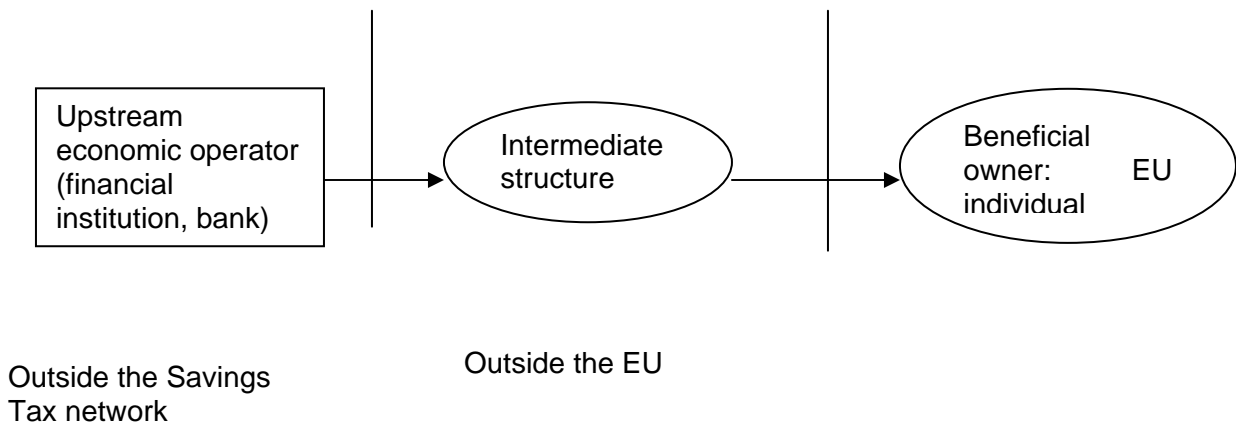 Upstream
economic operator
(financial
institution, bank)
Intermediate
structure
Beneficial
owner: EU
individual
Outside the Savings
Tax network
Outside the EU